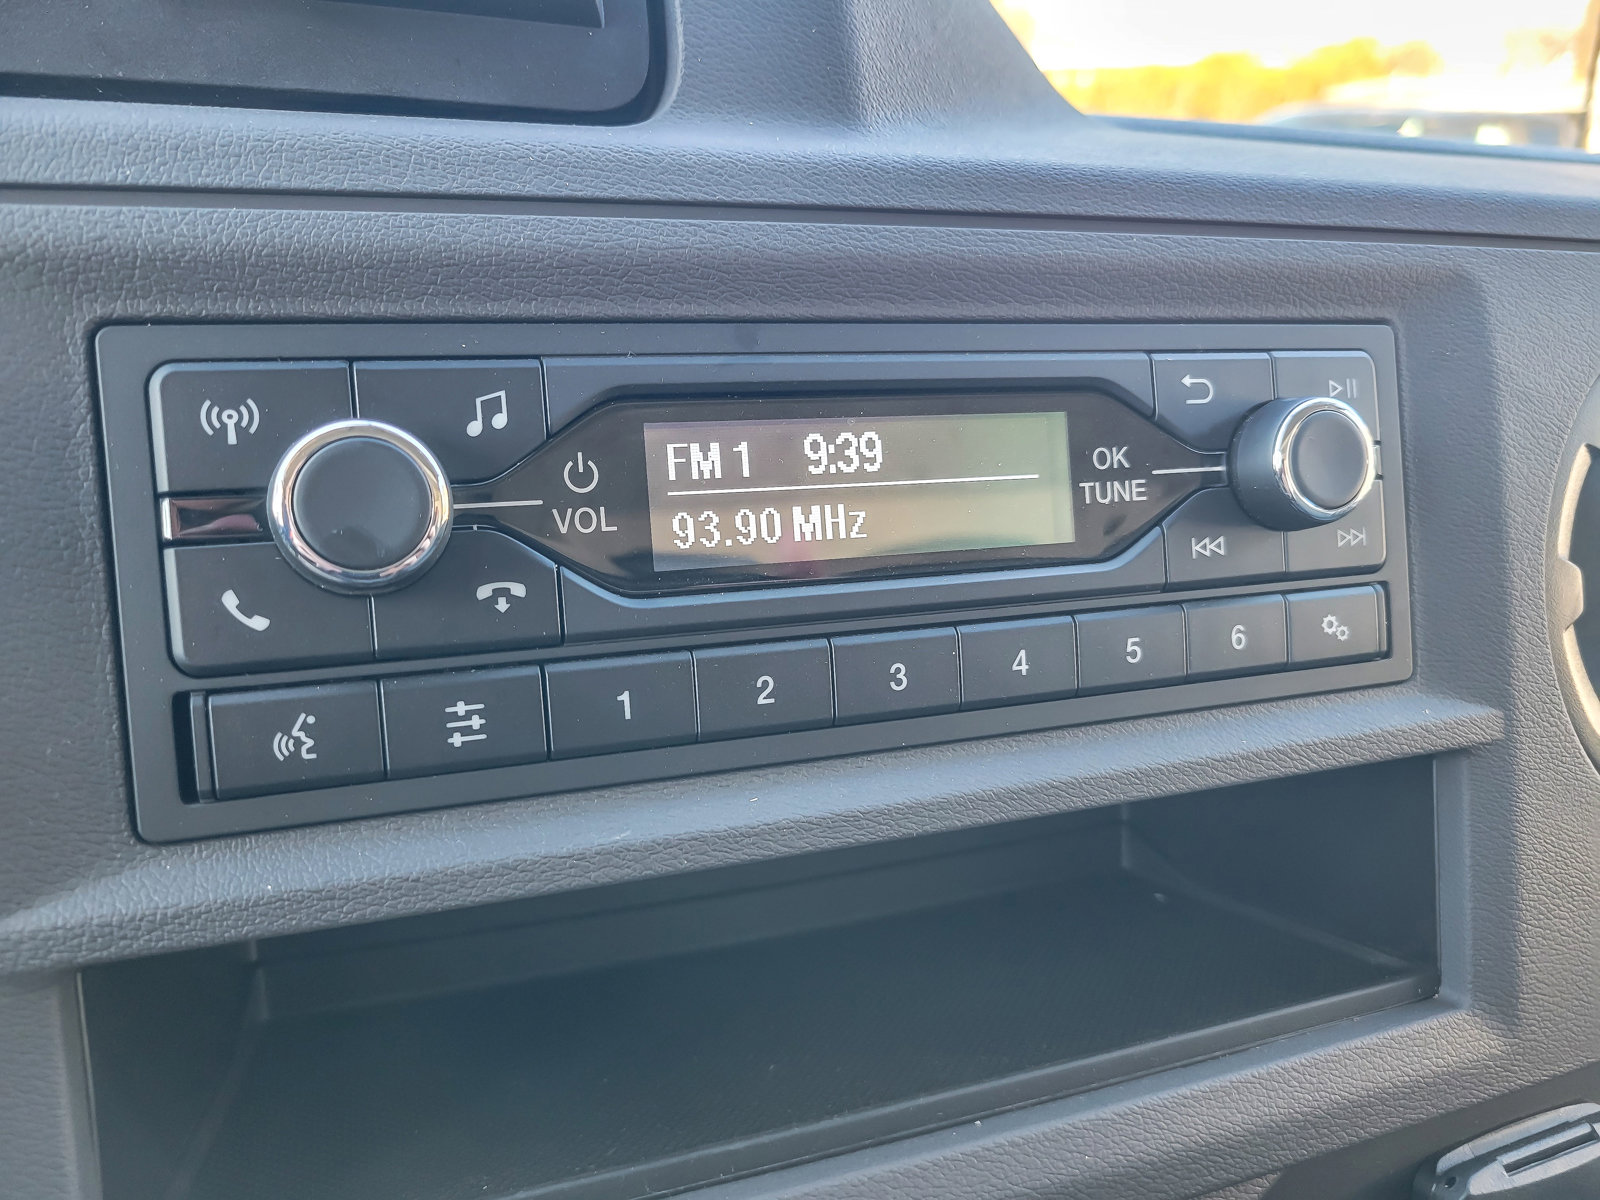 FM 1 9:39
93.90 MHz
VOL
OK
TUNE
1 2 3 4 5 6